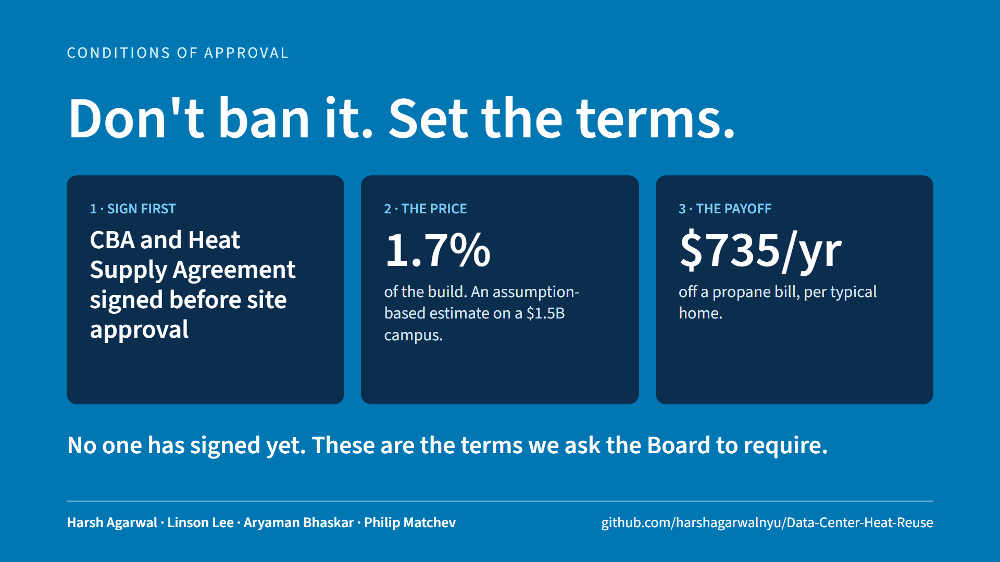 CONDITIONS OF APPROVAL
Don't ban it. Set the terms.
1 · SIGN FIRST
CBA and Heat
Supply Agreement
signed before site
approval
2 · THE PRICE
1.7%
of the build. An assumption-
based estimate on a $1.5B
campus.
3 · THE PAYOFF
$735/yr
off a propane bill, per typical
home.
No one has signed yet. These are the terms we ask the Board to require.
Harsh Agarwal · Linson Lee · Aryaman Bhaskar · Philip Matchev
github.com/harshagarwalnyu/Data-Center-Heat-Reuse